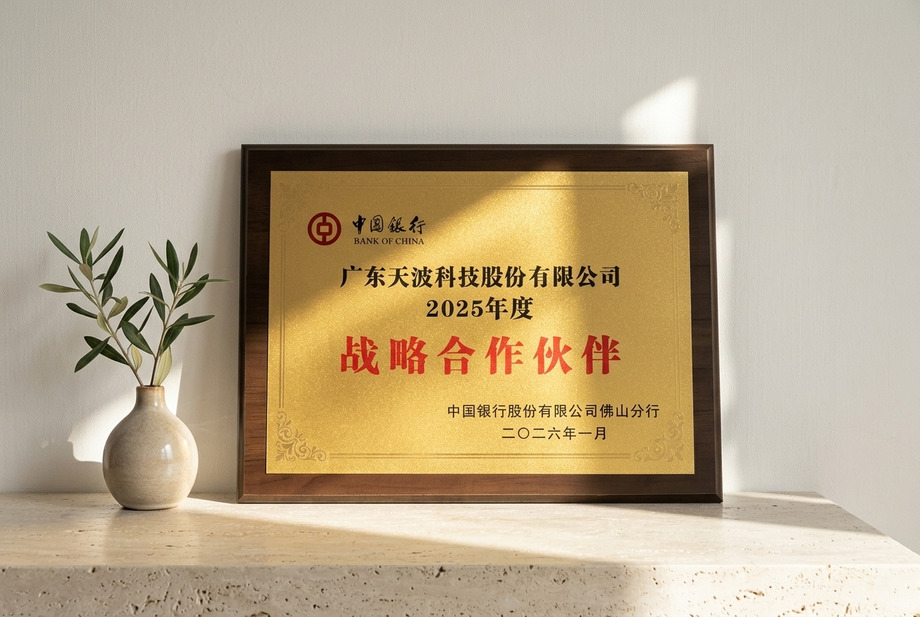 中国银行
BANK OF CHINA
广东天波科技股份有限公司
2025年度
战略合作伙伴
中国银行股份有限公司佛山分行
二〇二六年一月